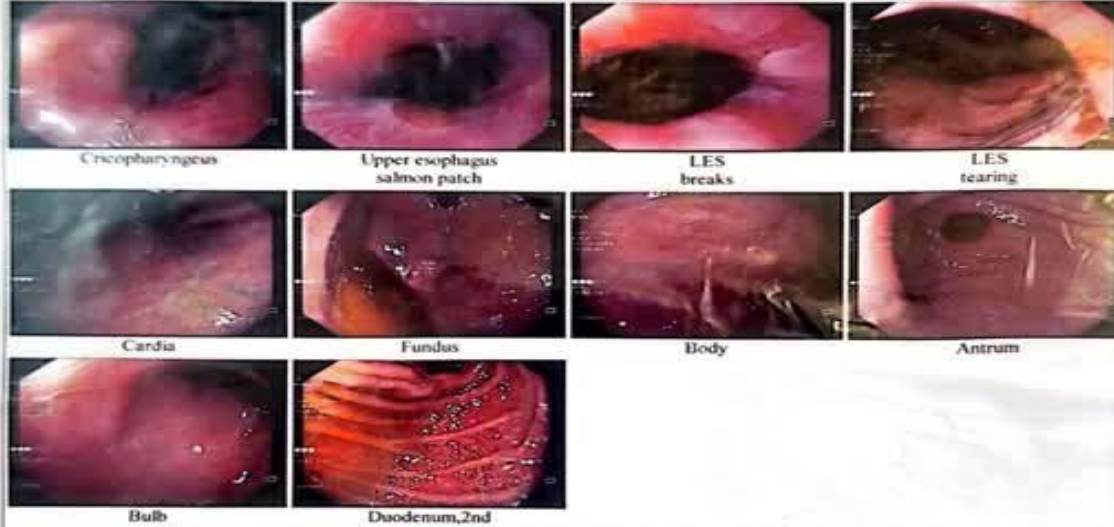 Cricopharyngeus
Upper esophagus
salmon patch
LES
breaks
LES
tearing
Cardia
Fundus
Body
Antrum
Bulb
Duodenum,2nd